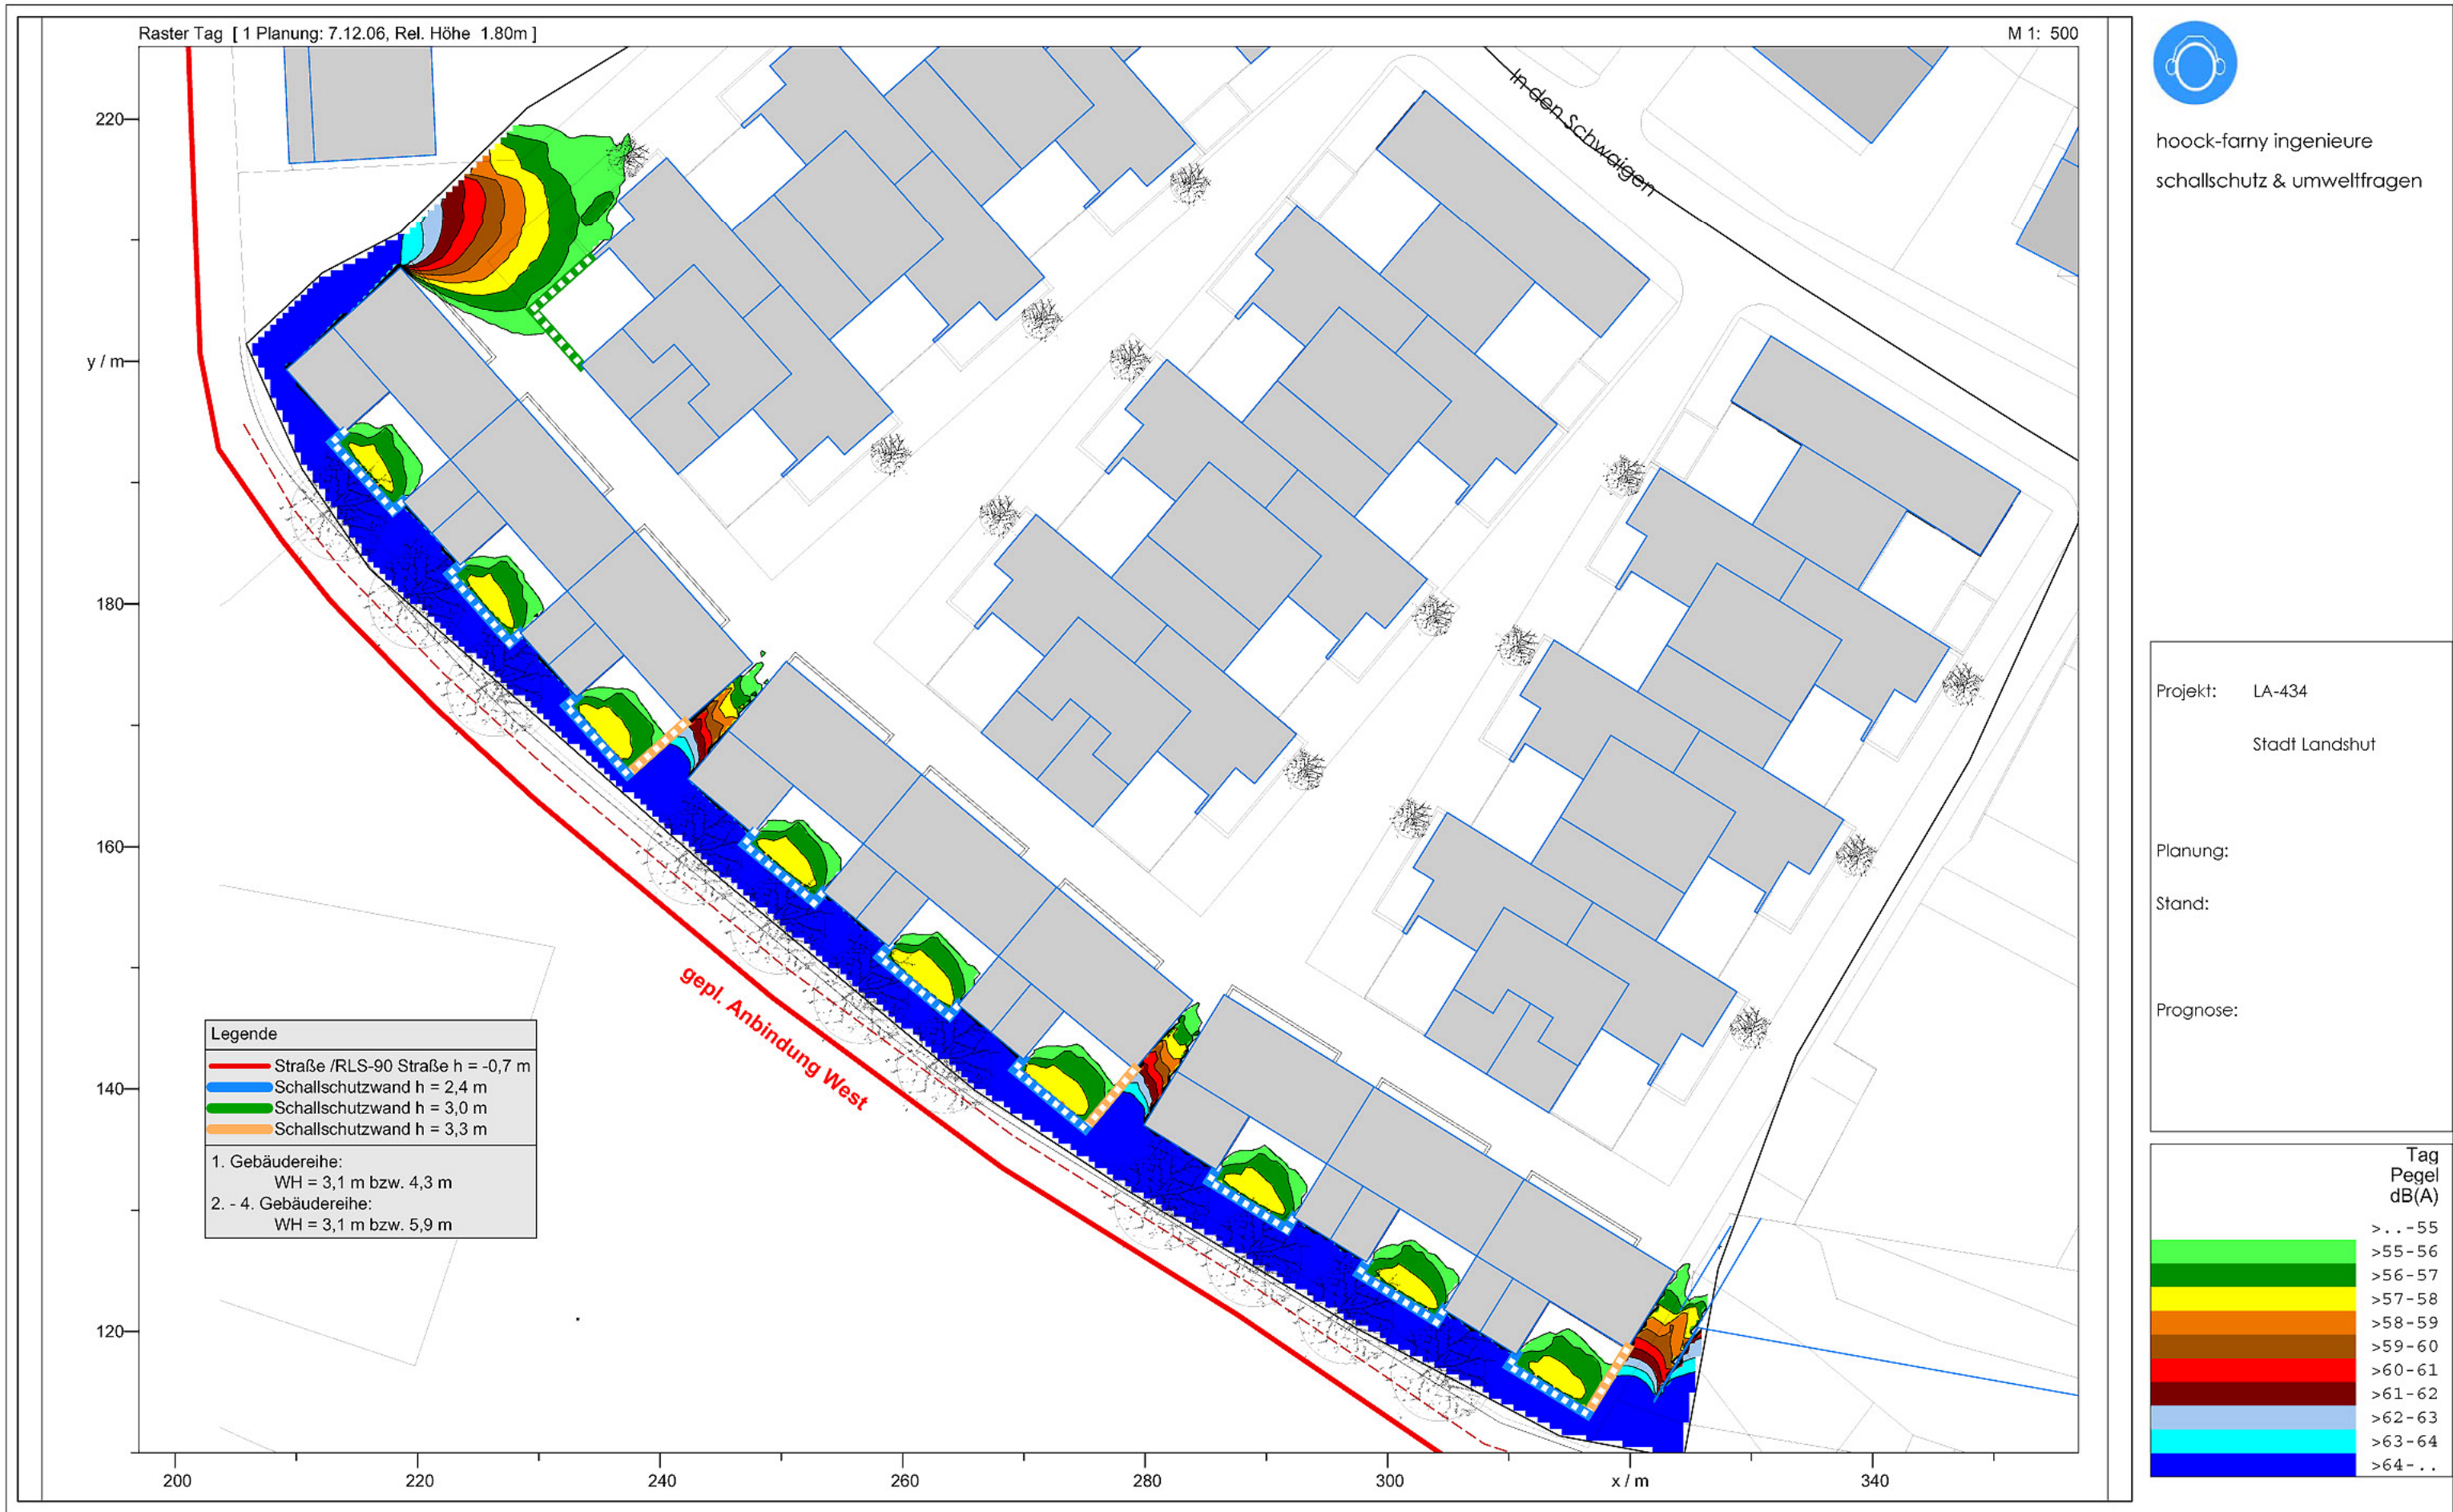 Raster Tag [ 1 Planung: 7.12.06, Rel. Höhe 1.80m ]
M 1: 500
hoock-farny ingenieure
schallschutz & umweltfragen
In den Schwaigen
220
y / m
180
160
140
120
gepl. Anbindung West
Legende
Straße /RLS-90 Straße h = -0,7 m
Schallschutzwand h = 2,4 m
Schallschutzwand h = 3,0 m
Schallschutzwand h = 3,3 m
1. Gebäudereihe:
WH = 3,1 m bzw. 4,3 m
2. - 4. Gebäudereihe:
WH = 3,1 m bzw. 5,9 m
200
220
240
260
280
300
x / m
340
Projekt: LA-434
Stadt Landshut
Planung:
Stand:
Prognose:
Tag
Pegel
dB(A)
>..-55
>55-56
>56-57
>57-58
>58-59
>59-60
>60-61
>61-62
>62-63
>63-64
>64-..